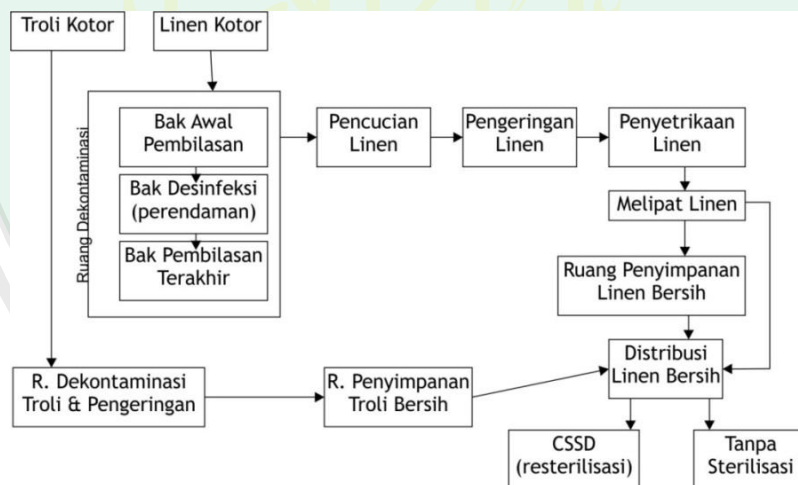 Troli Kotor
Linen Kotor
Ruang Dekontaminasi
Bak Awal
Pembilasan
Bak Desinfeksi
(perendaman)
Bak Pembilasan
Terakhir
Pencucian
Linen
Pengeringan
Linen
Penyetrikaan
Linen
Melipat Linen
Ruang Penyimpanan
Linen Bersih
R. Dekontaminasi
Troli & Pengeringan
R. Penyimpanan
Troli Bersih
Distribusi
Linen Bersih
CSSD
(resterilisasi)
Tanpa
Sterilisasi